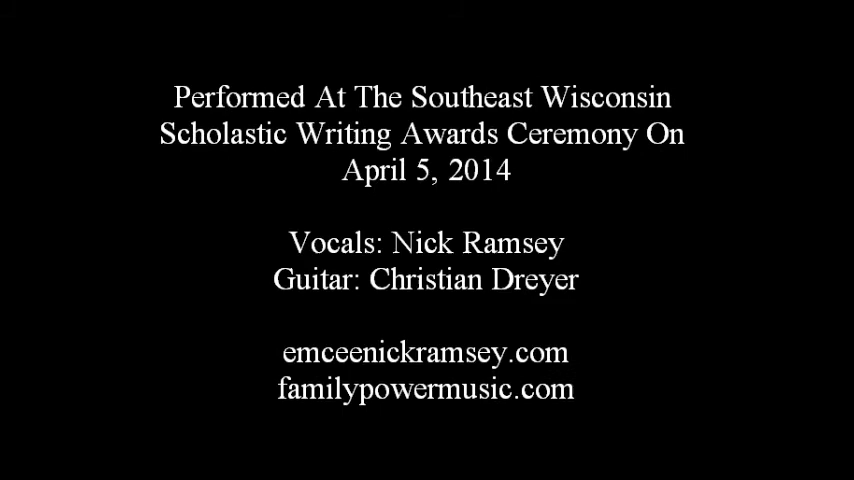 Performed At The Southeast Wisconsin
Scholastic Writing Awards Ceremony On
April 5, 2014
Vocals: Nick Ramsey
Guitar: Christian Dreyer
emceenickramsey.com
familypowermusic.com